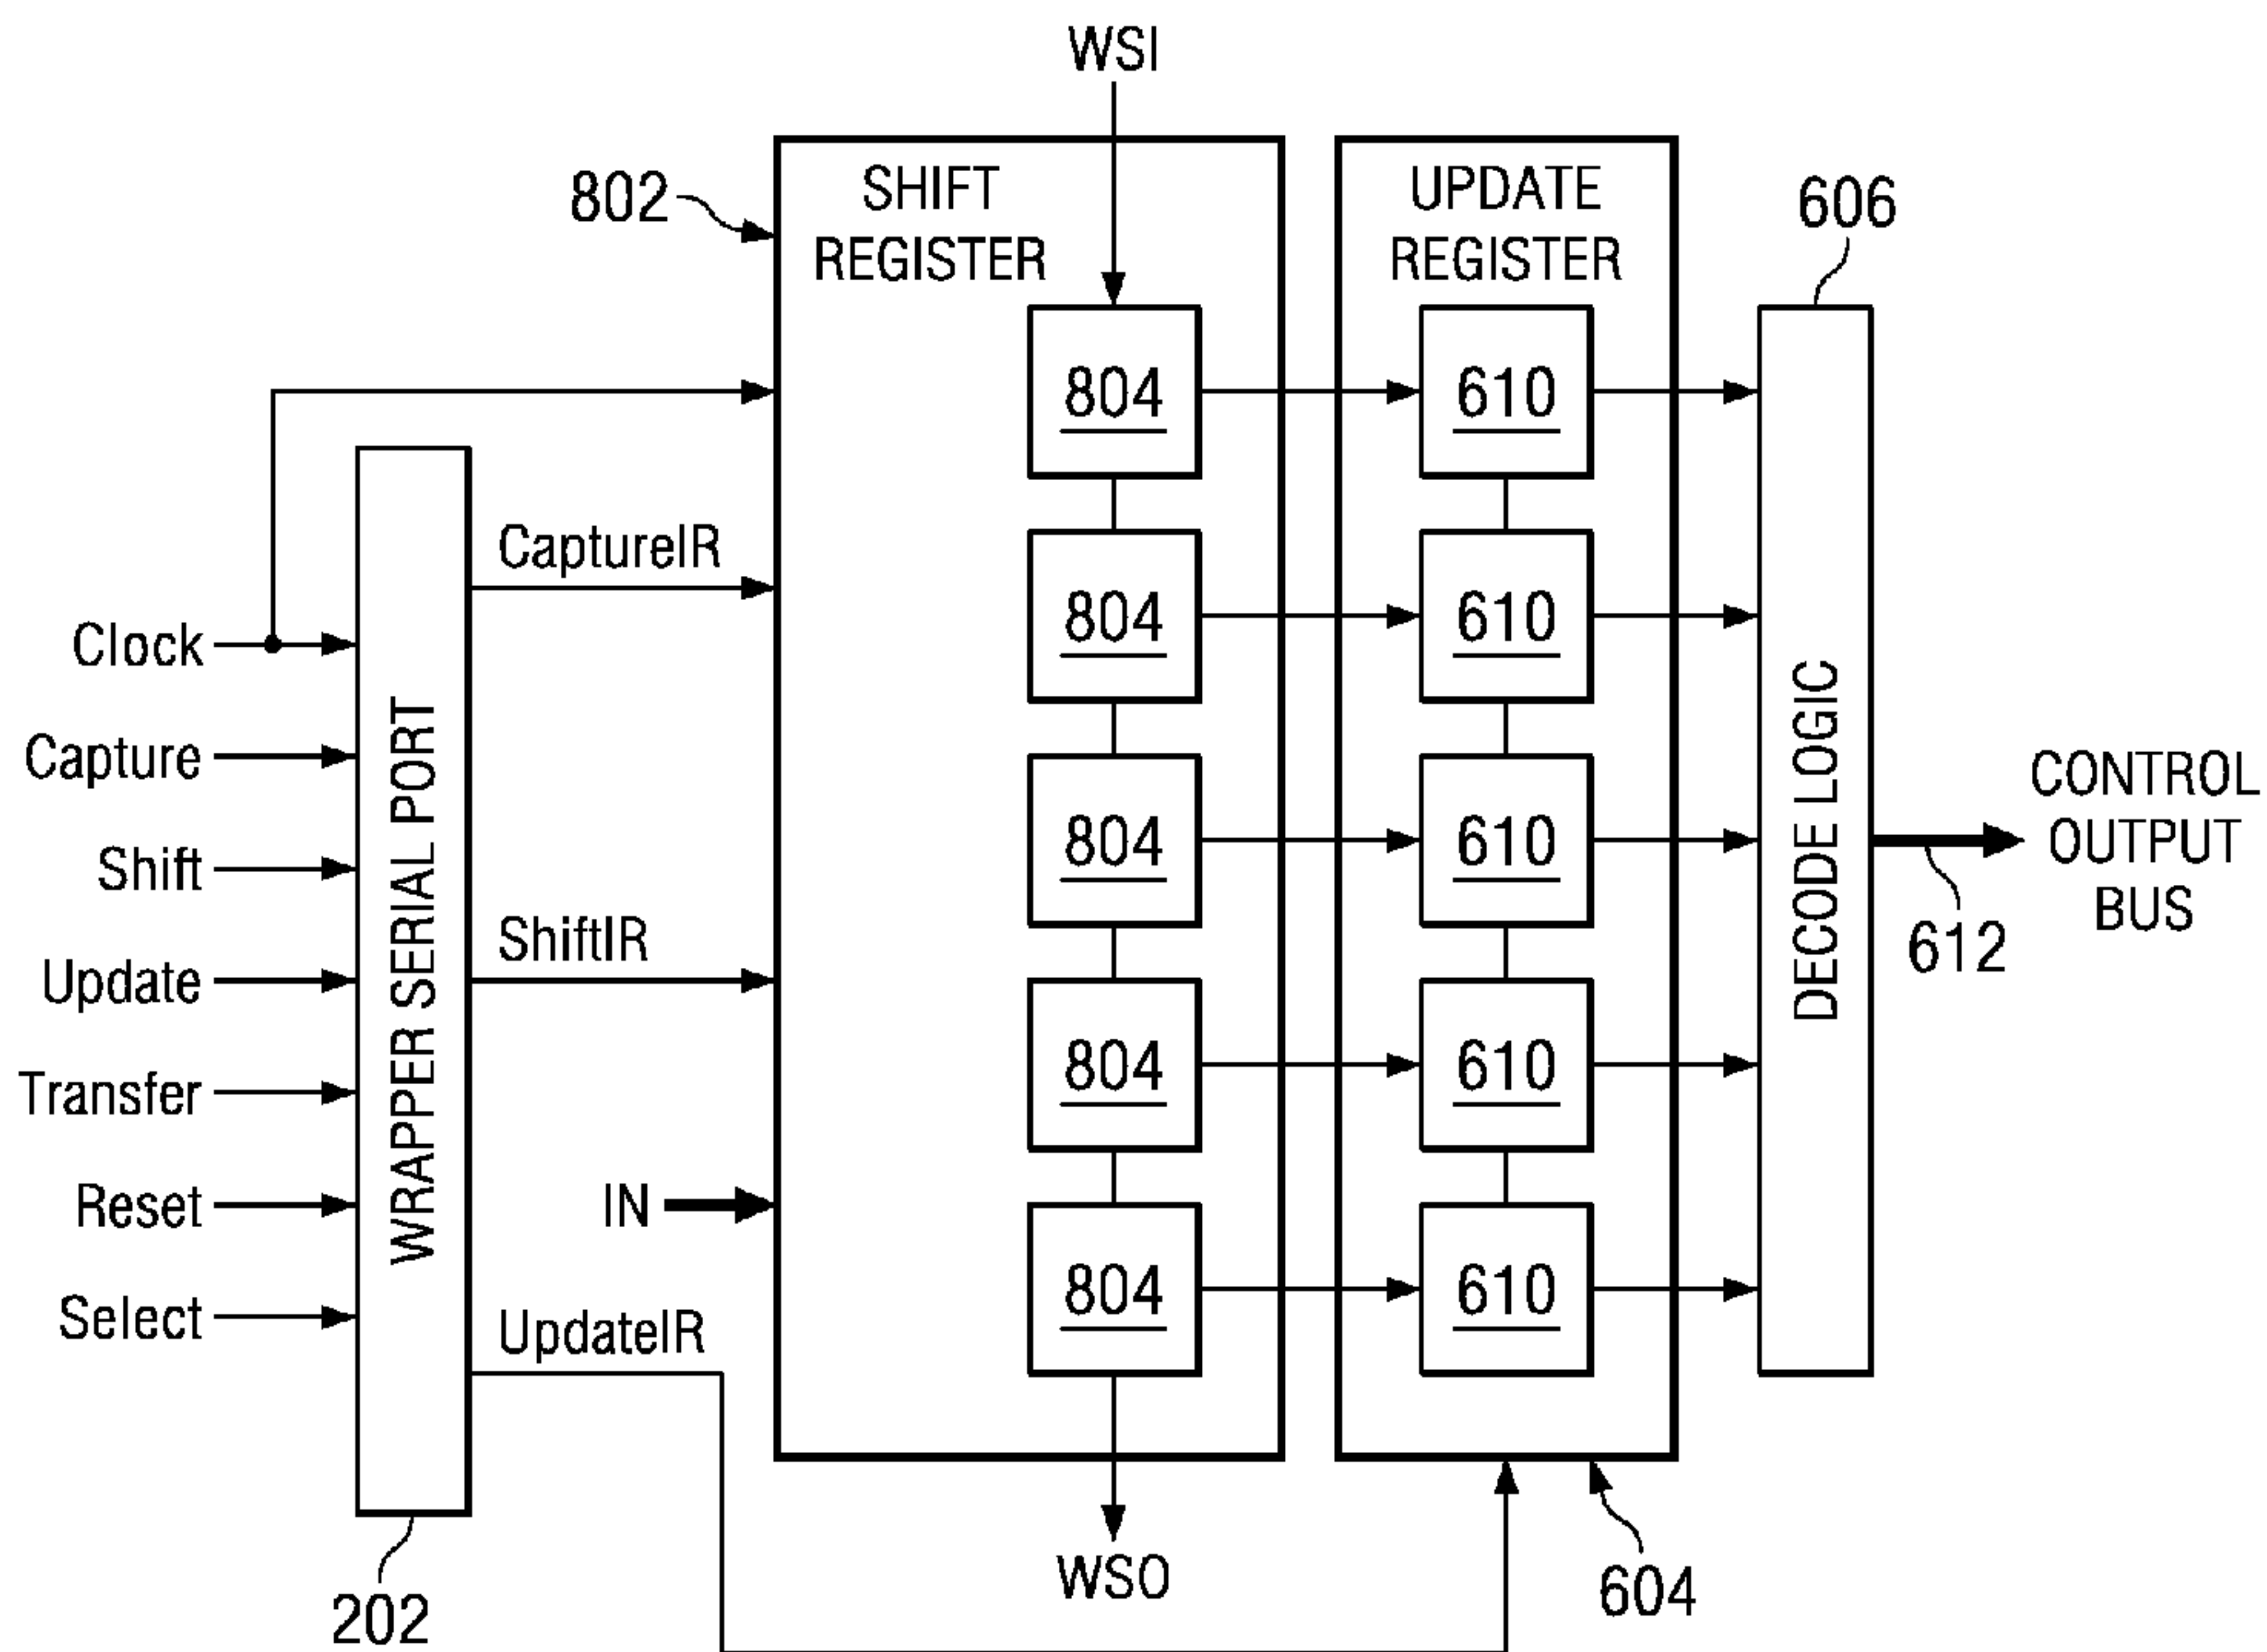 WSI
802
SHIFT
REGISTER
UPDATE
REGISTER
606
804
610
CaptureIR
804
610
Clock
Capture
Shift
Update
Transfer
Reset
Select
WRAPPER SERIAL PORT
804
610
DECODE LOGIC
CONTROL
OUTPUT
BUS
612
ShiftIR
804
610
IN
804
610
UpdateIR
WSO
604
202